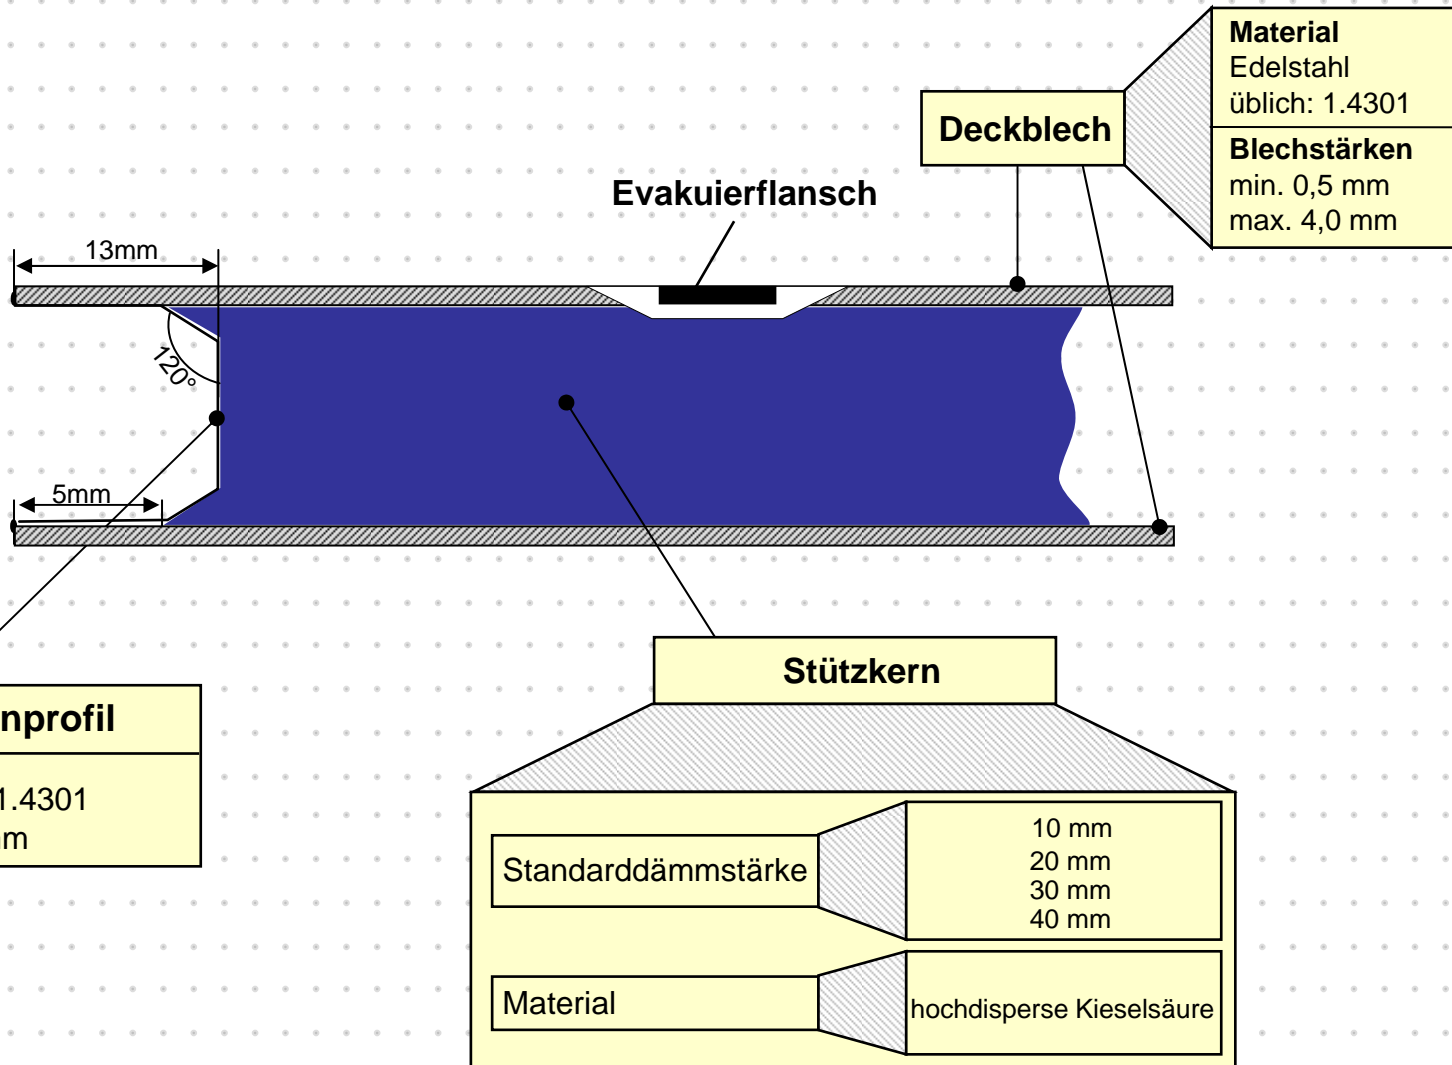 Material
Edelstahl
üblich: 1.4301
Deckblech
Blechstärken
min. 0,5 mm
max. 4,0 mm
Evakuierflansch
13mm
120°
5mm
Stützkern
nprofil
1.4301
m
Standarddämmstärke
10 mm
20 mm
30 mm
40 mm
Material
hochdisperse Kieselsäure